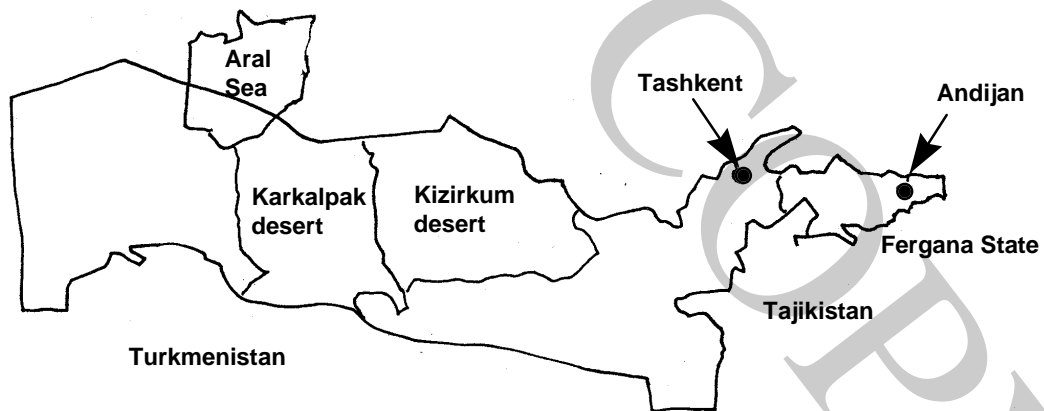 Aral
Sea
Tashkent
Andijan
Karkalpak
desert
Kizirkum
desert
Fergana State
Tajikistan
Turkmenistan